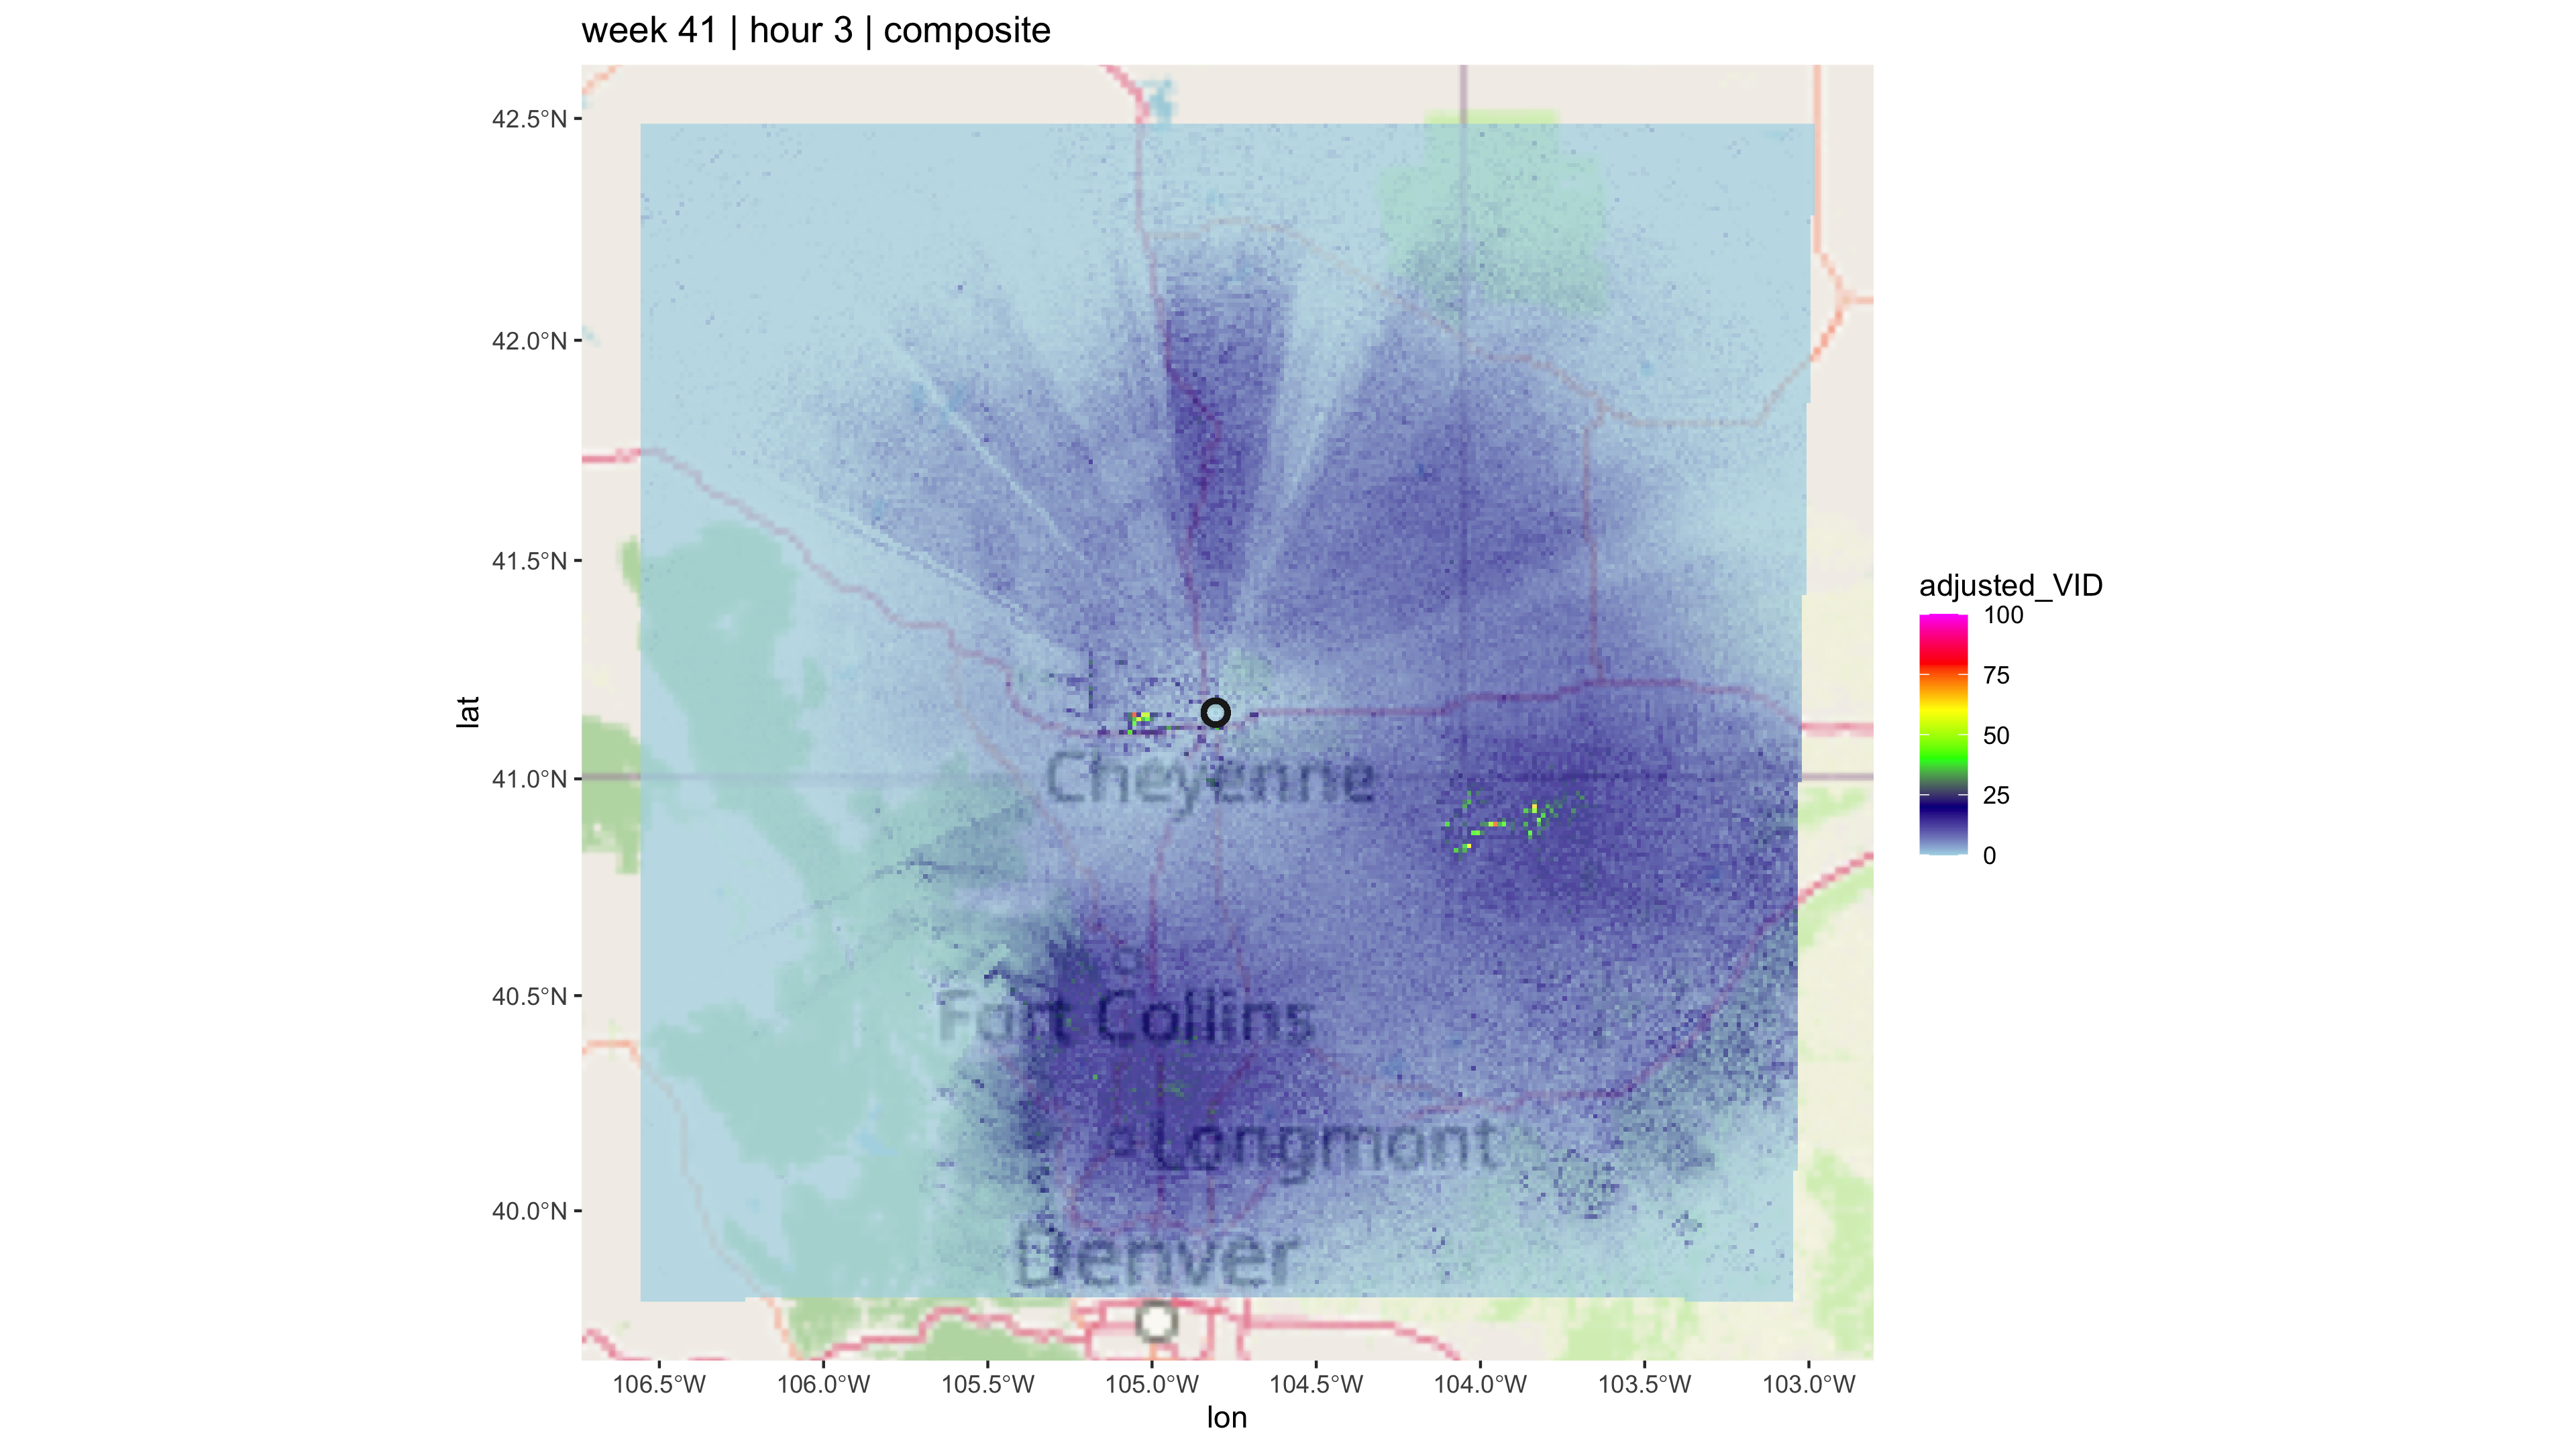 week 41 | hour 3 | composite
42.5°N
42.0°N
41.5°N
41.0°N
40.5°N
40.0°N
lat
Cheyenne
Fort Collins
Longmont
Denver
106.5°W 106.0°W 105.5°W 105.0°W 104.5°W 104.0°W 103.5°W 103.0°W
lon
adjusted_VID
100
75
50
25
0